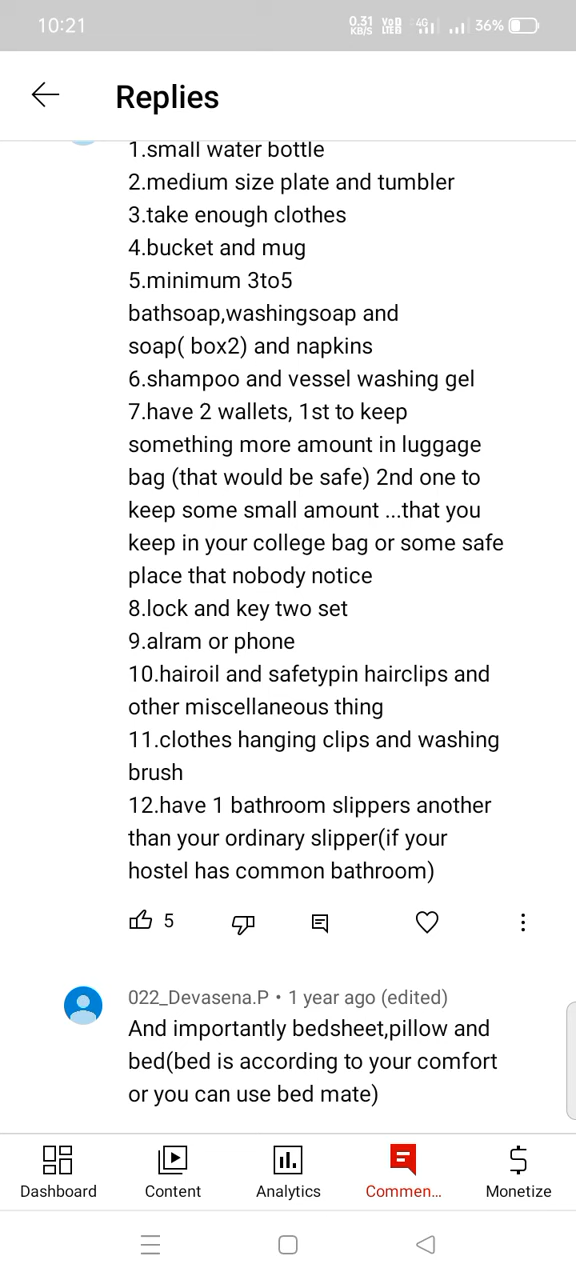 10:21
0.31 KB/S VoD LTE B 4G 36%
Replies
1.small water bottle
2.medium size plate and tumbler
3.take enough clothes
4.bucket and mug
5.minimum 3to5
bathsoap,washingsoap and
soap( box2) and napkins
6.shampoo and vessel washing gel
7.have 2 wallets, 1st to keep
something more amount in luggage
bag (that would be safe) 2nd one to
keep some small amount ...that you
keep in your college bag or some safe
place that nobody notice
8.lock and key two set
9.alram or phone
10.hairoil and safetypin hairclips and
other miscellaneous thing
11.clothes hanging clips and washing
brush
12.have 1 bathroom slippers another
than your ordinary slipper(if your
hostel has common bathroom)
5
022_Devasena.P • 1 year ago (edited)
And importantly bedsheet,pillow and
bed(bed is according to your comfort
or you can use bed mate)
Dashboard Content Analytics Commen... Monetize